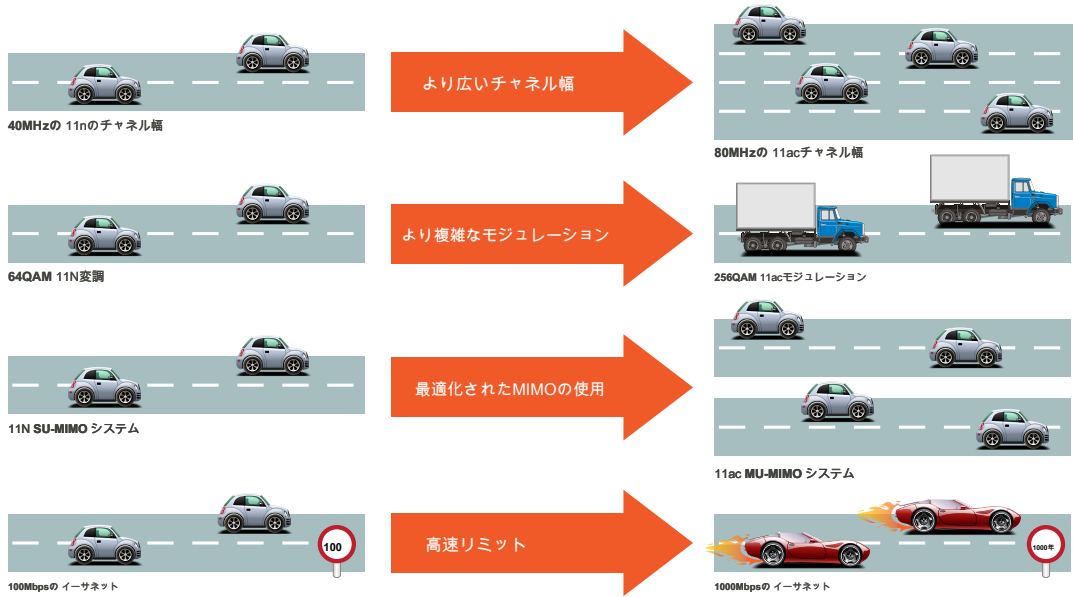 より広いチャネル幅
40MHzの 11nのチャネル幅
80MHzの 11acチャネル幅
より複雑なモジュレーション
64QAM 11N変調
256QAM 11acモジュレーション
最適化されたMIMOの使用
11N SU-MIMO システム
11ac MU-MIMO システム
100
高速リミット
1000年
100Mbpsの イーサネット
1000Mbpsの イーサネット